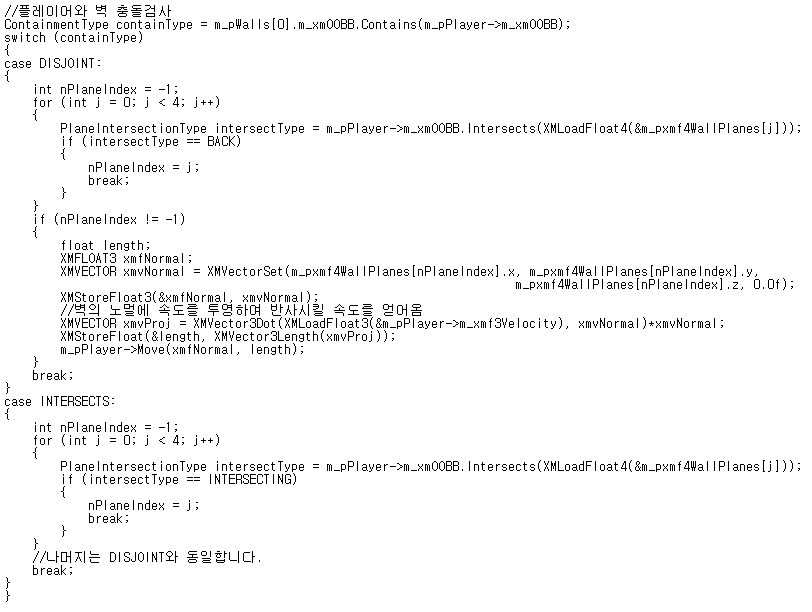 //플레이어와 벽 충돌검사
ContainmentType containType = m_pWalls[0].m_xmOOBB.Contains(m_pPlayer->m_xmOOBB);
switch (containType)
{
case DISJOINT:
{
    int nPlaneIndex = -1;
    for (int j = 0; j < 4; j++)
    {
        PlaneIntersectionType intersectType = m_pPlayer->m_xmOOBB.Intersects(XMLoadFloat4(&m_pxmf4WallPlanes[j]));
        if (intersectType == BACK)
        {
            nPlaneIndex = j;
            break;
        }
    }
    if (nPlaneIndex != -1)
    {
        float length;
        XMFLOAT3 xmfNormal;
        XMVECTOR xmvNormal = XMVectorSet(m_pxmf4WallPlanes[nPlaneIndex].x, m_pxmf4WallPlanes[nPlaneIndex].y,
                                                                          m_pxmf4WallPlanes[nPlaneIndex].z, 0.0f);
        XMStoreFloat3(&xmfNormal, xmvNormal);
        //벽의 노멀에 속도를 투영하며 반사시킬 속도를 얻어옴
        XMVECTOR xmvProj = XMVector3Dot(XMLoadFloat3(&m_pPlayer->m_xmf3Velocity), xmvNormal)*xmvNormal;
        XMStoreFloat(&length, XMVector3Length(xmvProj));
        m_pPlayer->Move(xmfNormal, length);
    }
    break;
}
case INTERSECTS:
{
    int nPlaneIndex = -1;
    for (int j = 0; j < 4; j++)
    {
        PlaneIntersectionType intersectType = m_pPlayer->m_xmOOBB.Intersects(XMLoadFloat4(&m_pxmf4WallPlanes[j]));
        if (intersectType == INTERSECTING)
        {
            nPlaneIndex = j;
            break;
        }
    }
    //나머지는 DISJOINT와 동일합니다.
    break;
}
}